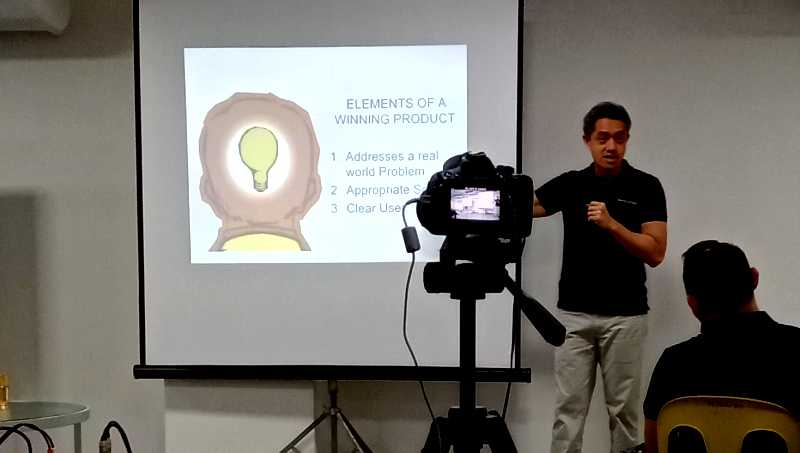 ELEMENTS OF A
WINNING PRODUCT
1 Addresses a real
world Problem
2 Appropriate
3 Clear